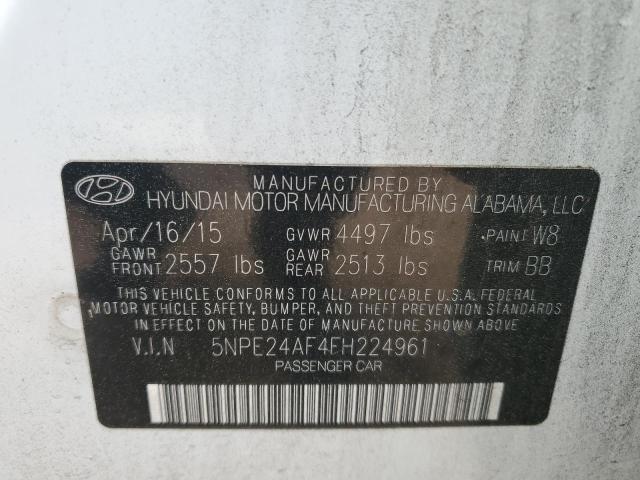 MANUFACTURED BY
HYUNDAI MOTOR MANUFACTURING ALABAMA, LLC
Apr/16/15 GVWR 4497 lbs PAINT W8
GAWR FRONT 2557 lbs GAWR REAR 2513 lbs TRIM BB
THIS VEHICLE CONFORMS TO ALL APPLICABLE U.S.A. FEDERAL
MOTOR VEHICLE SAFETY, BUMPER, AND THEFT PREVENTION STANDARDS
IN EFFECT ON THE DATE OF MANUFACTURE SHOWN ABOVE
V.I.N 5NPE24AF4FH224961
PASSENGER CAR